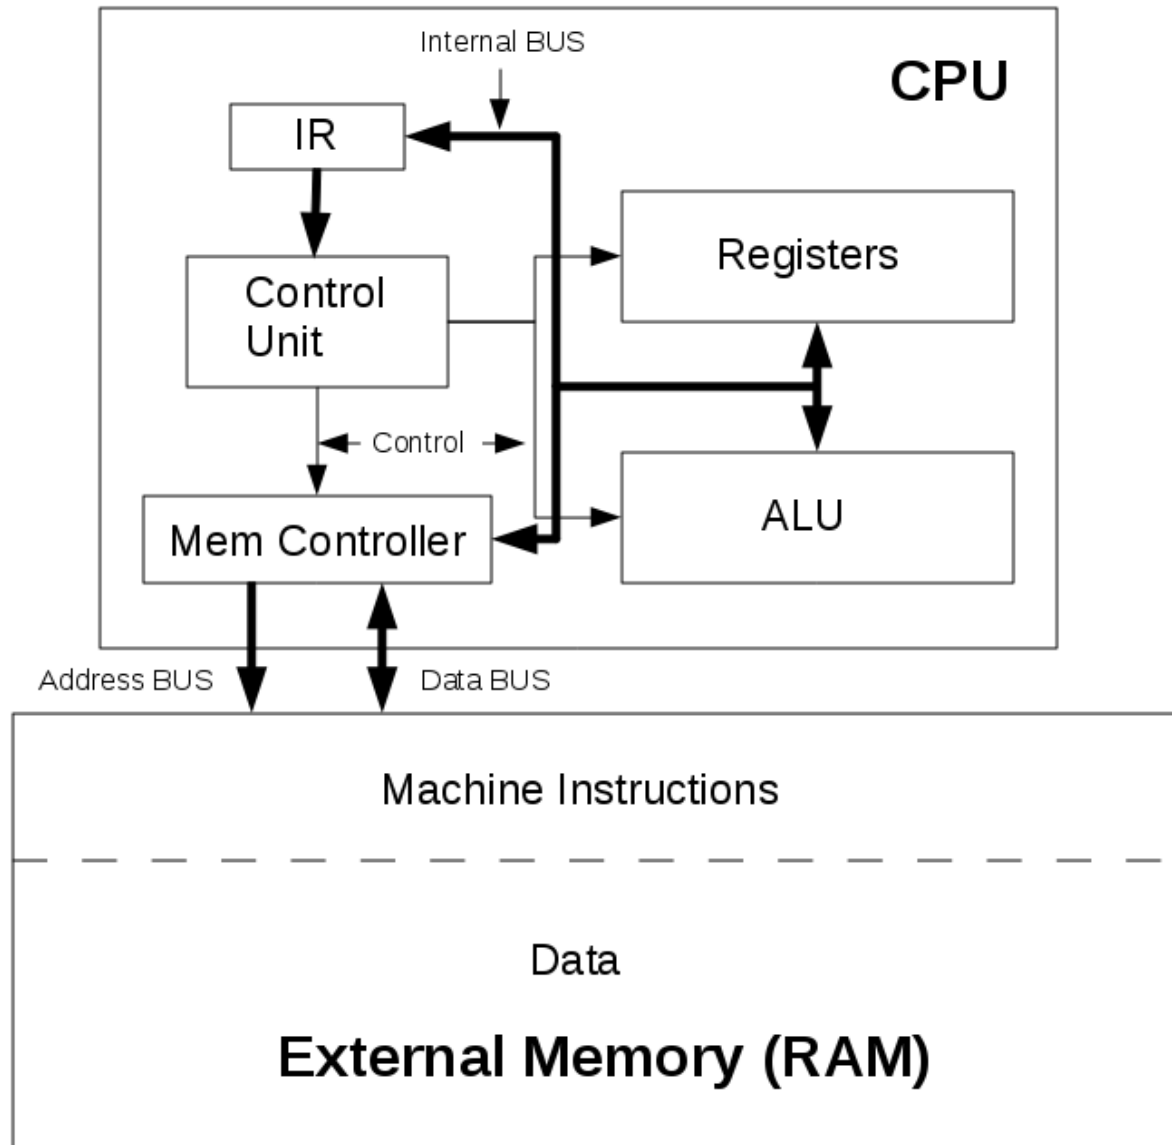 Internal BUS
CPU
IR
Registers
Control
Unit
Control
ALU
Mem Controller
Address BUS
Data BUS
Machine Instructions
Data
External Memory (RAM)